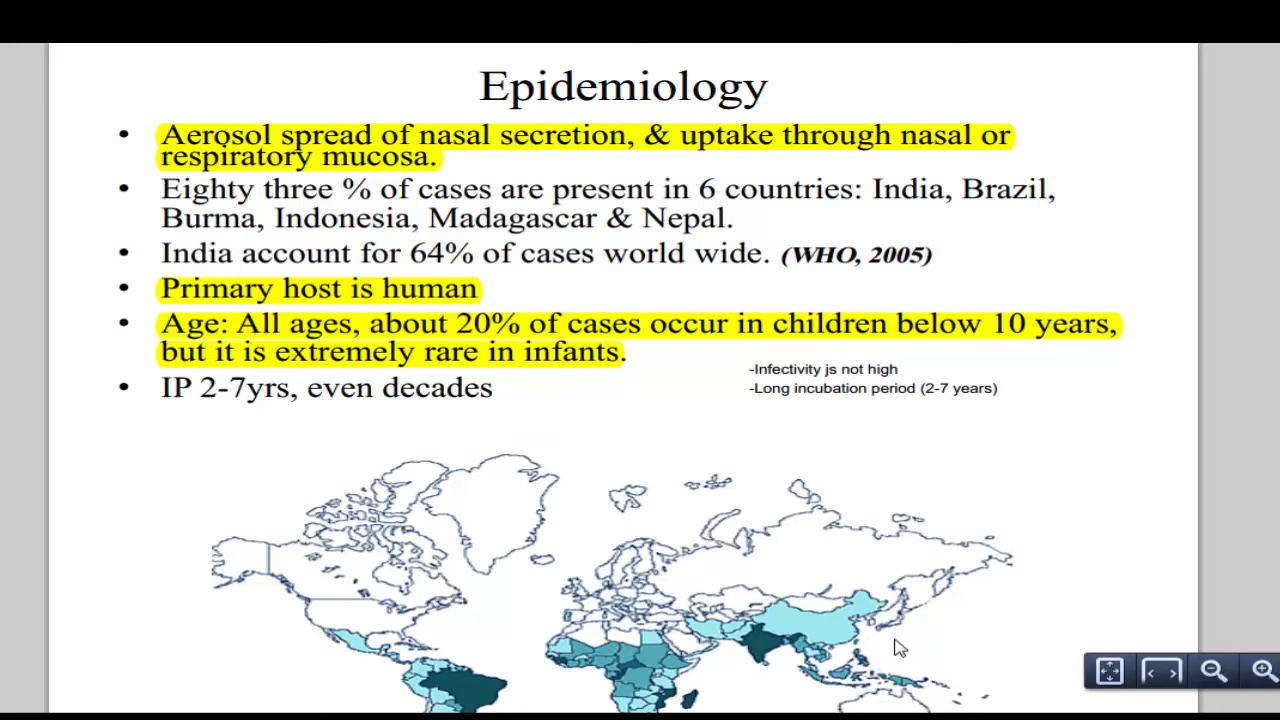 Epidemiology
• Aerosol spread of nasal secretion, & uptake through nasal or
respiratory mucosa.
• Eighty three % of cases are present in 6 countries: India, Brazil,
Burma, Indonesia, Madagascar & Nepal.
• India account for 64% of cases world wide. (WHO, 2005)
• Primary host is human
• Age: All ages, about 20% of cases occur in children below 10 years,
but it is extremely rare in infants.
• IP 2-7yrs, even decades
-Infectivity js not high
-Long incubation period (2-7 years)